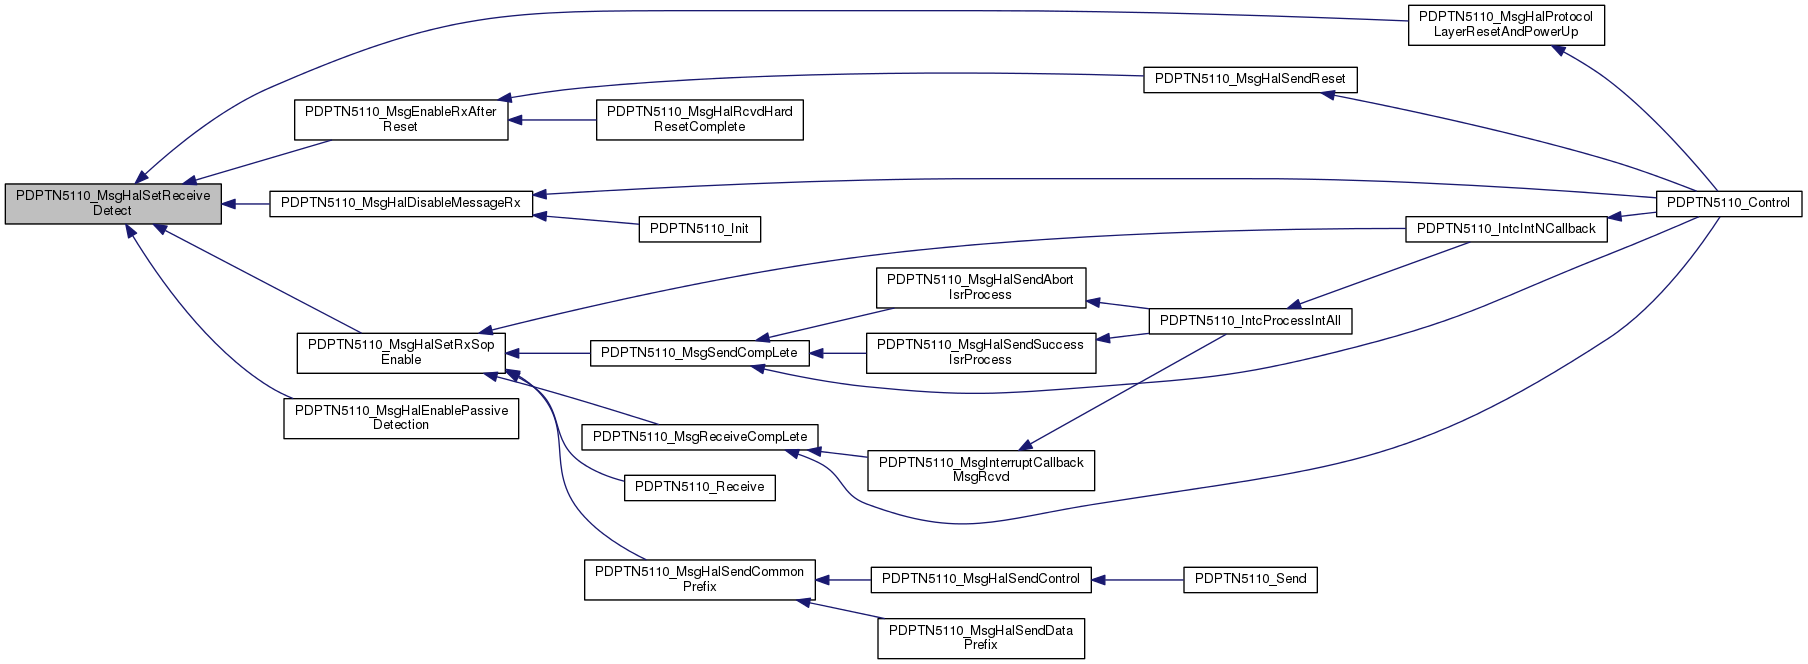 PDPTN5110_MsgHalProtocol
LayerResetAndPowerUp
PDPTN5110_MsgHalSendReset
PDPTN5110_MsgEnableRxAfter
Reset
PDPTN5110_MsgHalRcvdHard
ResetComplete
PDPTN5110_MsgHalSetReceive
Detect
PDPTN5110_MsgHalDisableMessageRx
PDPTN5110_Control
PDPTN5110_Init
PDPTN5110_IntcIntNCallback
PDPTN5110_MsgHalSendAbort
IsrProcess
PDPTN5110_IntcProcessIntAll
PDPTN5110_MsgHalSetRxSop
Enable
PDPTN5110_MsgSendCompLete
PDPTN5110_MsgHalSendSuccess
IsrProcess
PDPTN5110_MsgHalEnablePassive
Detection
PDPTN5110_MsgReceiveCompLete
PDPTN5110_MsgInterruptCallback
MsgRcvd
PDPTN5110_Receive
PDPTN5110_MsgHalSendCommon
Prefix
PDPTN5110_MsgHalSendControl
PDPTN5110_Send
PDPTN5110_MsgHalSendData
Prefix